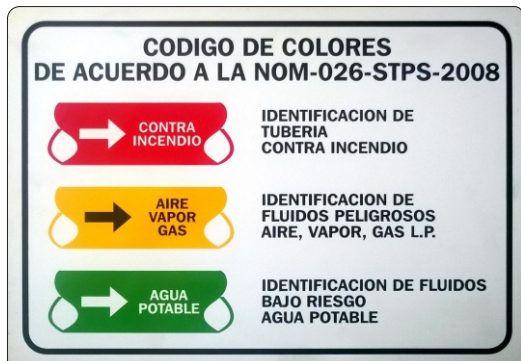 CODIGO DE COLORES
DE ACUERDO A LA NOM-026-STPS-2008
CONTRA
INCENDIO
IDENTIFICACION DE
TUBERIA
CONTRA INCENDIO
AIRE
VAPOR
GAS
IDENTIFICACION DE
FLUIDOS PELIGROSOS
AIRE, VAPOR, GAS L.P.
AGUA
POTABLE
IDENTIFICACION DE FLUIDOS
BAJO RIESGO
AGUA POTABLE